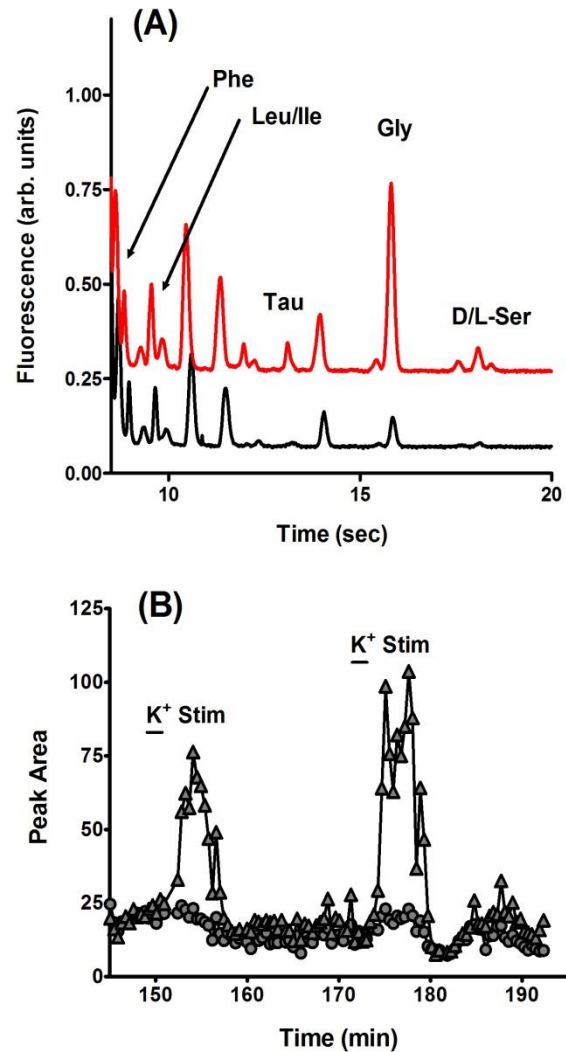 (A)
Phe
Leu/Ile
Gly
Tau
D/L-Ser
Fluorescence (arb. units)
1.00
0.75
0.50
0.25
0.00
10
15
20
Time (sec)
(B)
K⁺ Stim
K⁺ Stim
Peak Area
125
100
75
50
25
0
150
160
170
180
190
Time (min)